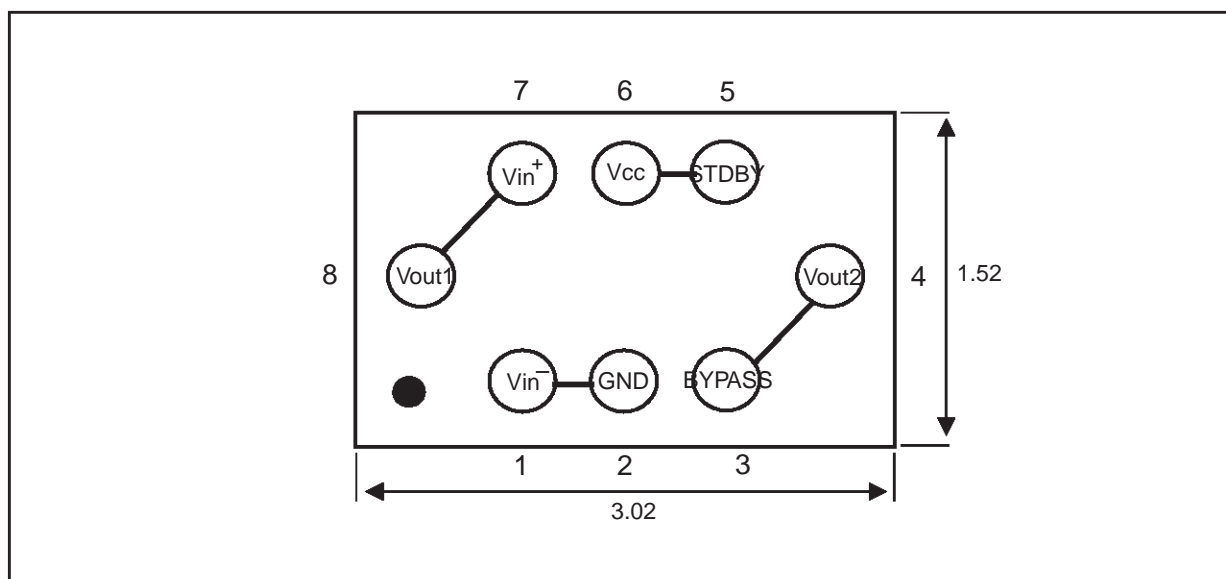 7 6 5
Vin+ Vcc STDBY
8 Vout1 Vout2 4 1.52
Vin– GND BYPASS
1 2 3
3.02